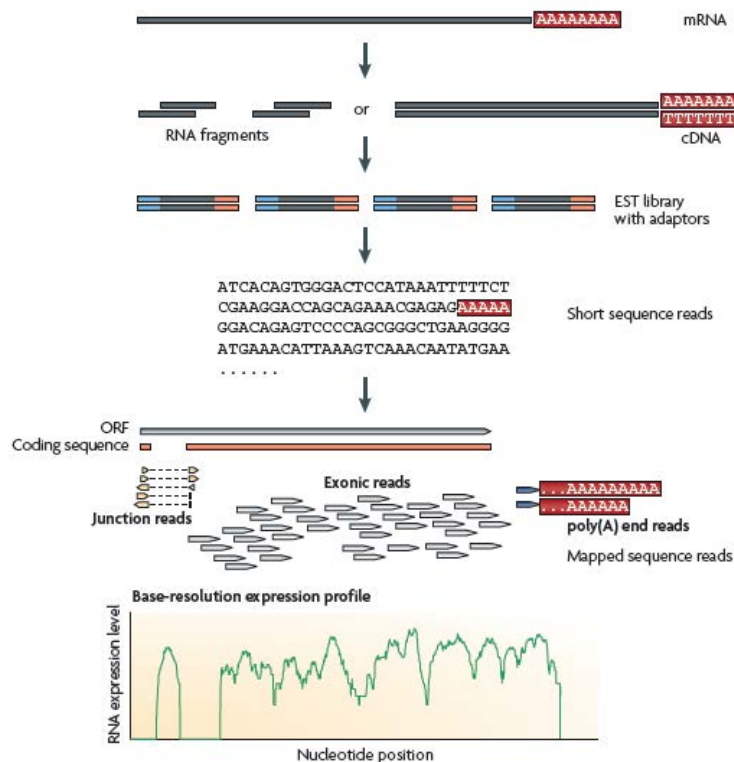 AAAAAAAA
mRNA
RNA fragments
or
AAAAAAA
TTTTTTT
cDNA
EST library
with adaptors
ATCACAGTGGGACTCCATAAATTTTTCT
CGAAGGACCAGCAGAAACGAGAGAAAAA
GGACAGAGTCCCCAGCGGGCTGAAGGGG
ATGAAACATTAAAGTCAAACAATATGAA
......
Short sequence reads
ORF
Coding sequence
Junction reads
Exonic reads
...AAAAAAAAA
...AAAAAA
poly(A) end reads
Mapped sequence reads
Base-resolution expression profile
RNA expression level
Nucleotide position